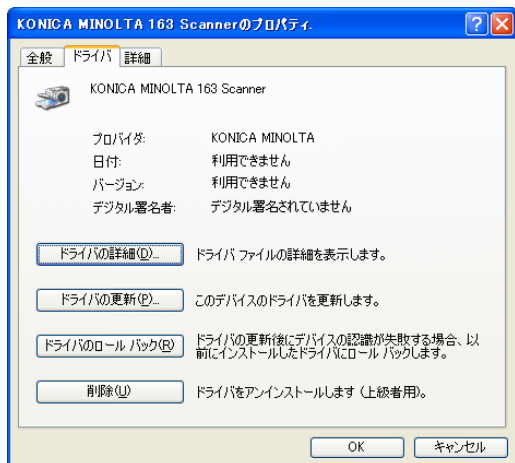 KONICA MINOLTA 163 Scannerのプロパティ
全般 ドライバ 詳細
KONICA MINOLTA 163 Scanner
プロバイダ: KONICA MINOLTA
日付: 利用できません
バージョン: 利用できません
デジタル署名者: デジタル署名されていません
ドライバの詳細(D)... ドライバ ファイルの詳細を表示します。
ドライバの更新(P)... このデバイスのドライバを更新します。
ドライバのロール バック(R) ドライバの更新後にデバイスの認識が失敗する場合、以
前にインストールしたドライバにロール バックします。
削除(U) ドライバをアンインストールします (上級者用)。
OK キャンセル